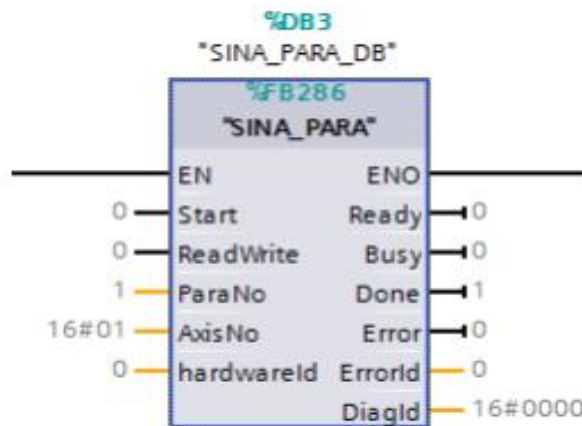 %DB3
"SINA_PARA_DB"
%FB286
"SINA_PARA"
EN ENO
0 Start Ready 0
0 ReadWrite Busy 0
1 ParaNo Done 1
16#01 AxisNo Error 0
0 hardwareId ErrorId 0
DiagId 16#0000